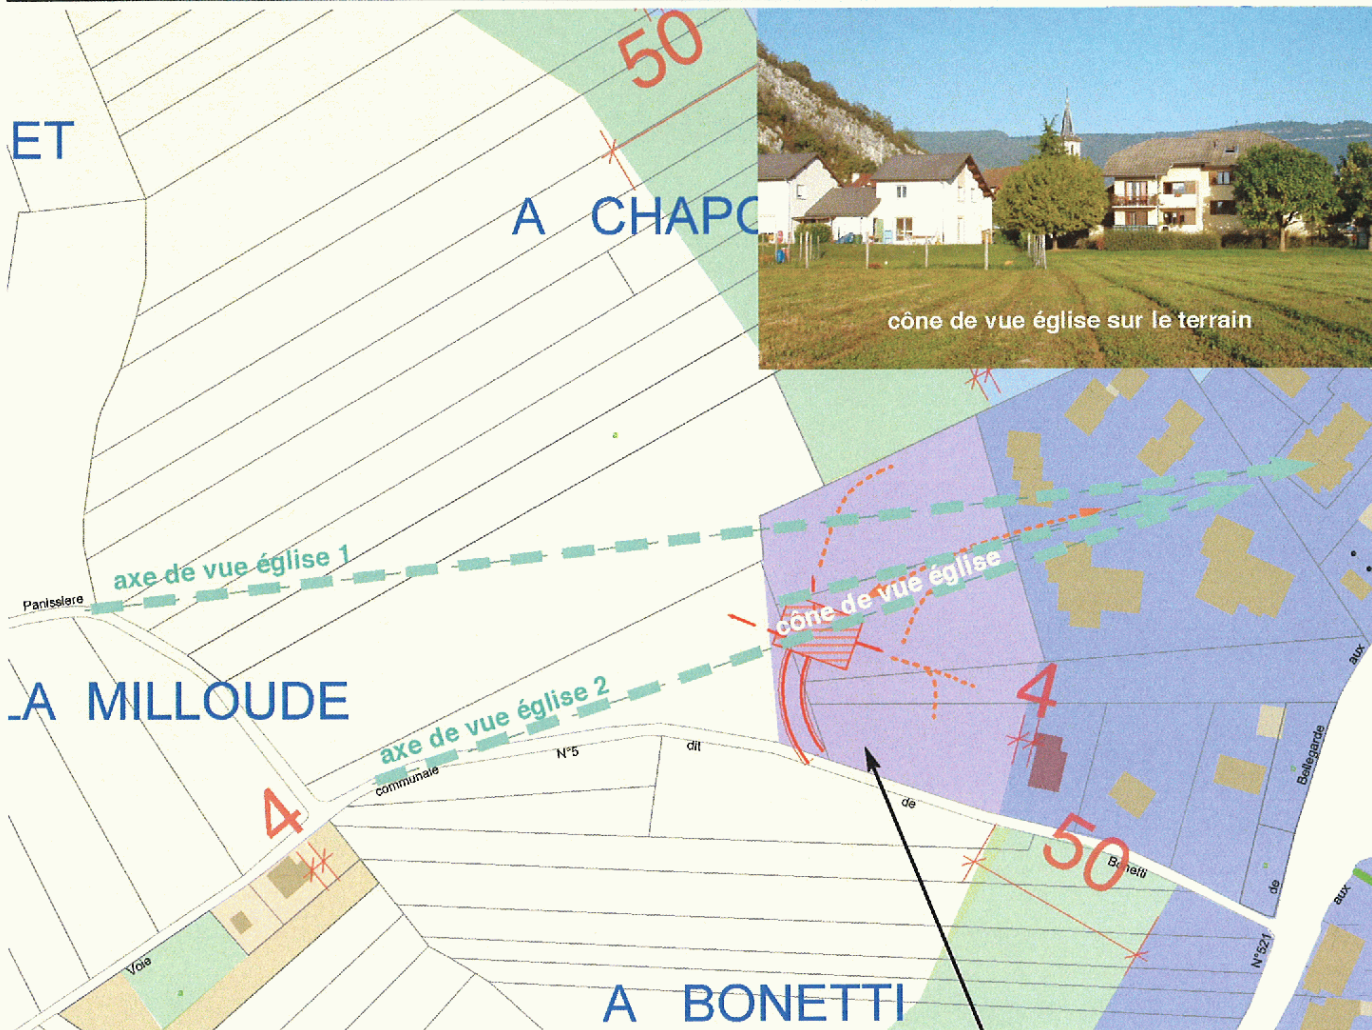 50
ET
A CHAPO
cône de vue église sur le terrain
axe de vue église 1
Panissiere
cône de vue église
LA MILLOUDE
axe de vue église 2
4
aux
N°5
dit
communale
Bellegarde
4
de
50
Bonetti
de
aux
Voie
N°521
A BONETTI